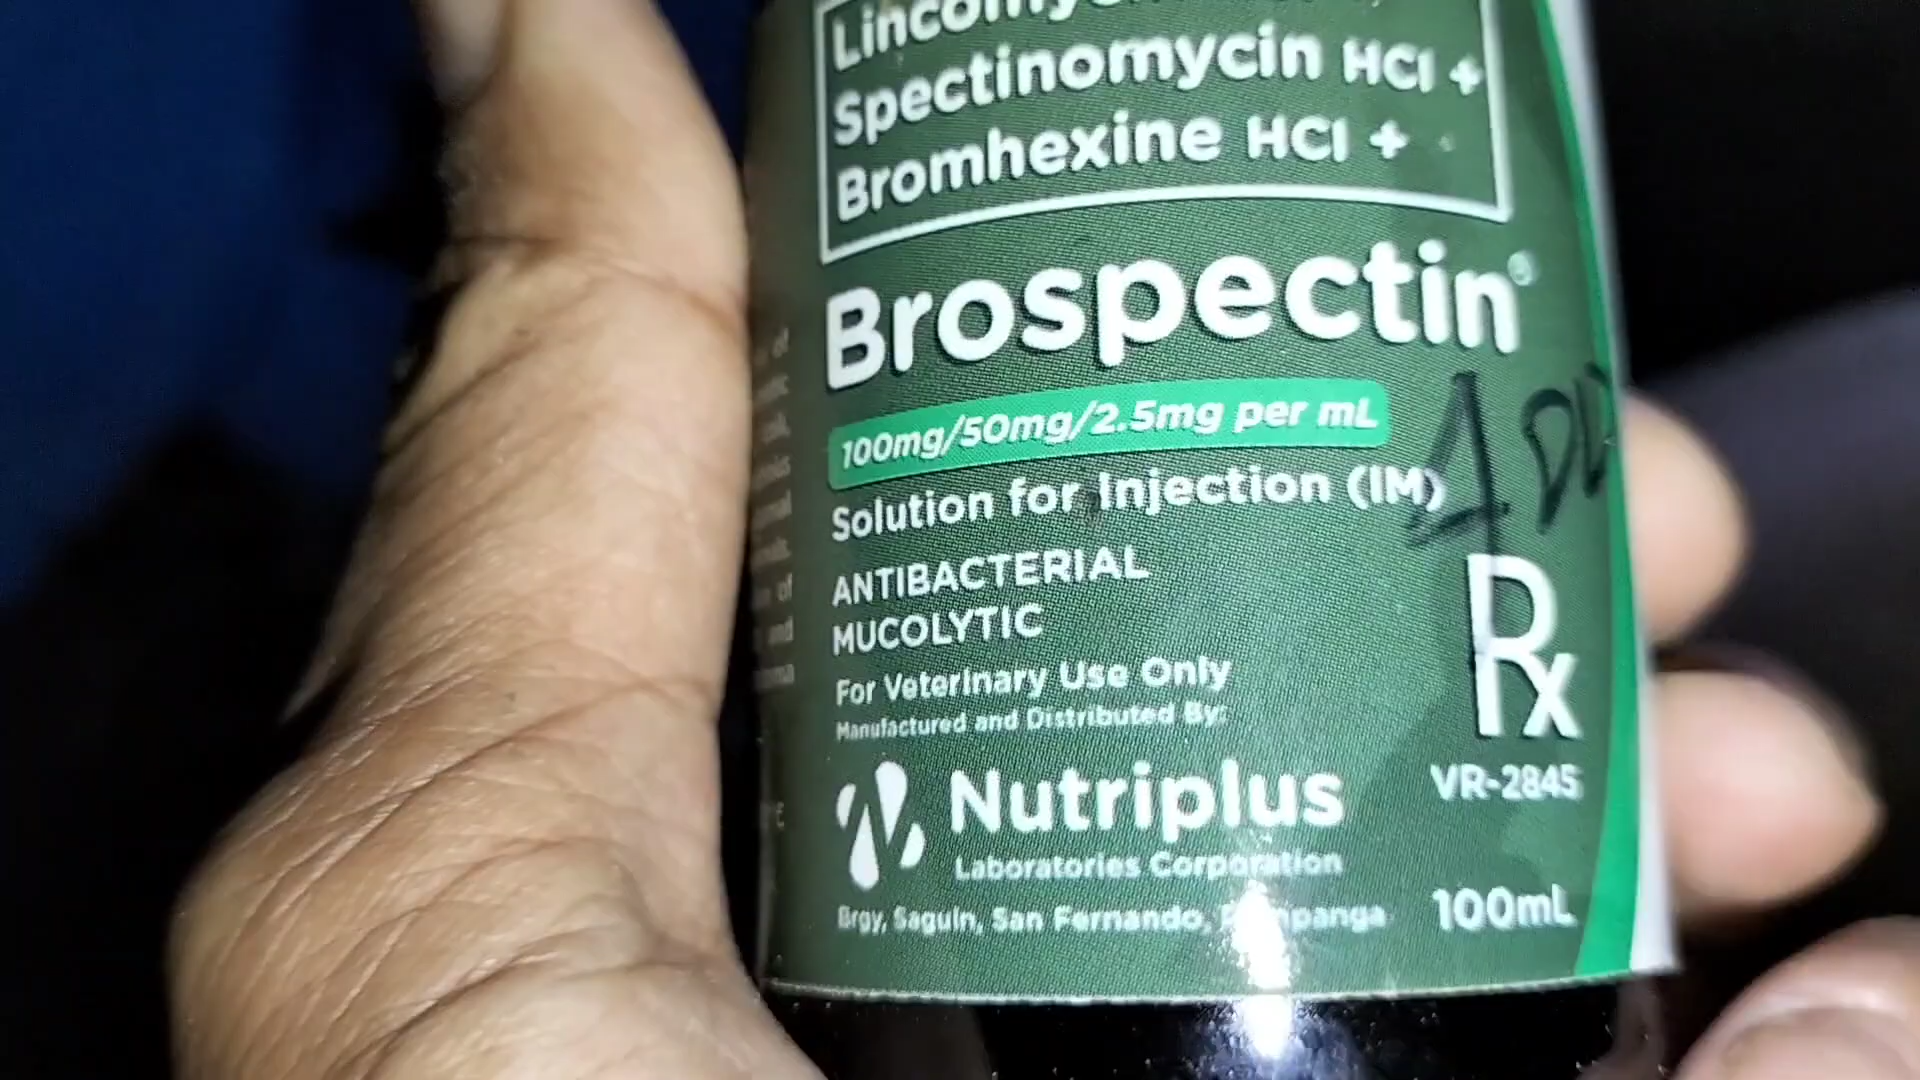 Spectinomycin HCl +
Bromhexine HCl +
Brospectin®
100mg/50mg/2.5mg per mL
Solution for Injection (IM)
ANTIBACTERIAL
MUCOLYTIC
For Veterinary Use Only
Manufactured and Distributed By:
Rx
Nutriplus
VR-2845
Laboratories Corporation
Brgy, Saguin, San Fernando, Pampanga
100mL